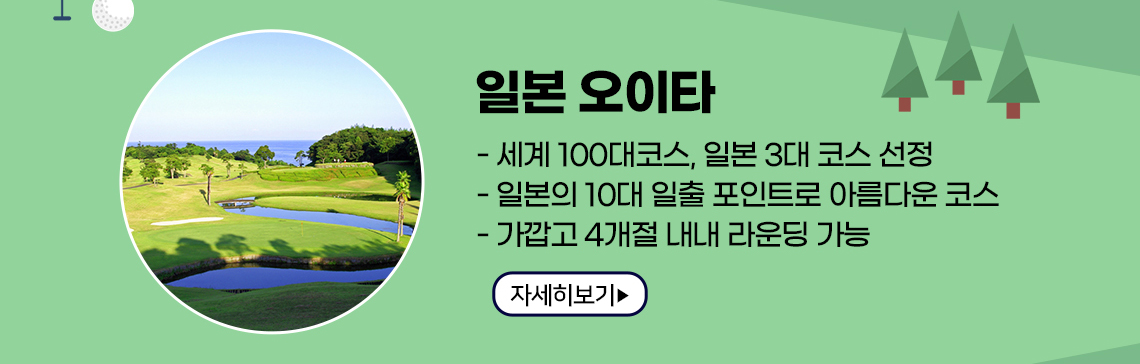 일본 오이타
- 세계 100대코스, 일본 3대 코스 선정
- 일본의 10대 일출 포인트로 아름다운 코스
- 가깝고 4개절 내내 라운딩 가능
자세히보기▶